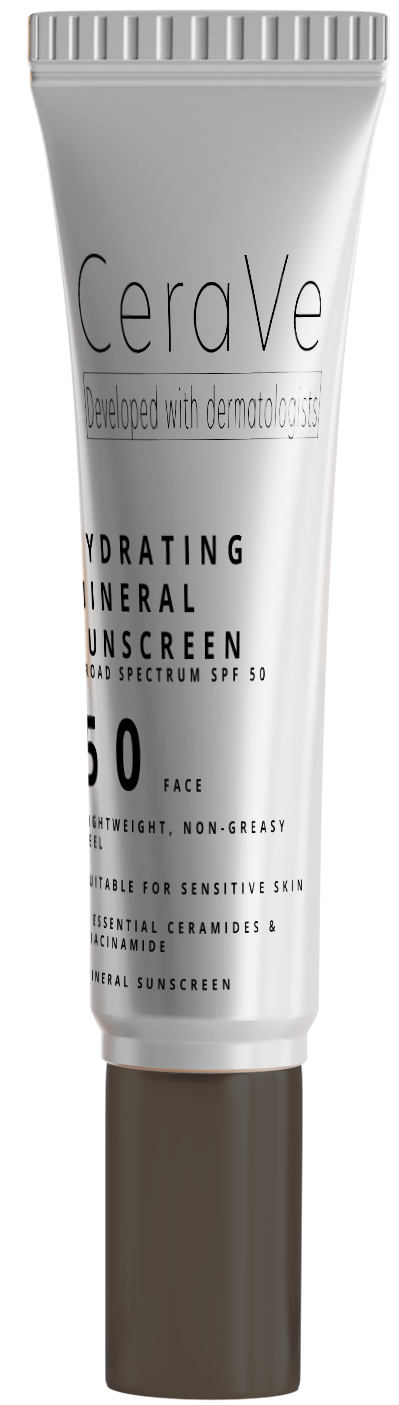 CeraVe
Developed with dermatologists
YDRATING
INERAL
UNSCREEN
ROAD SPECTRUM SPF 50
50 FACE
IGHTWEIGHT, NON-GREASY
EEL
UITABLE FOR SENSITIVE SKIN
ESSENTIAL CERAMIDES &
IACINAMIDE
INERAL SUNSCREEN